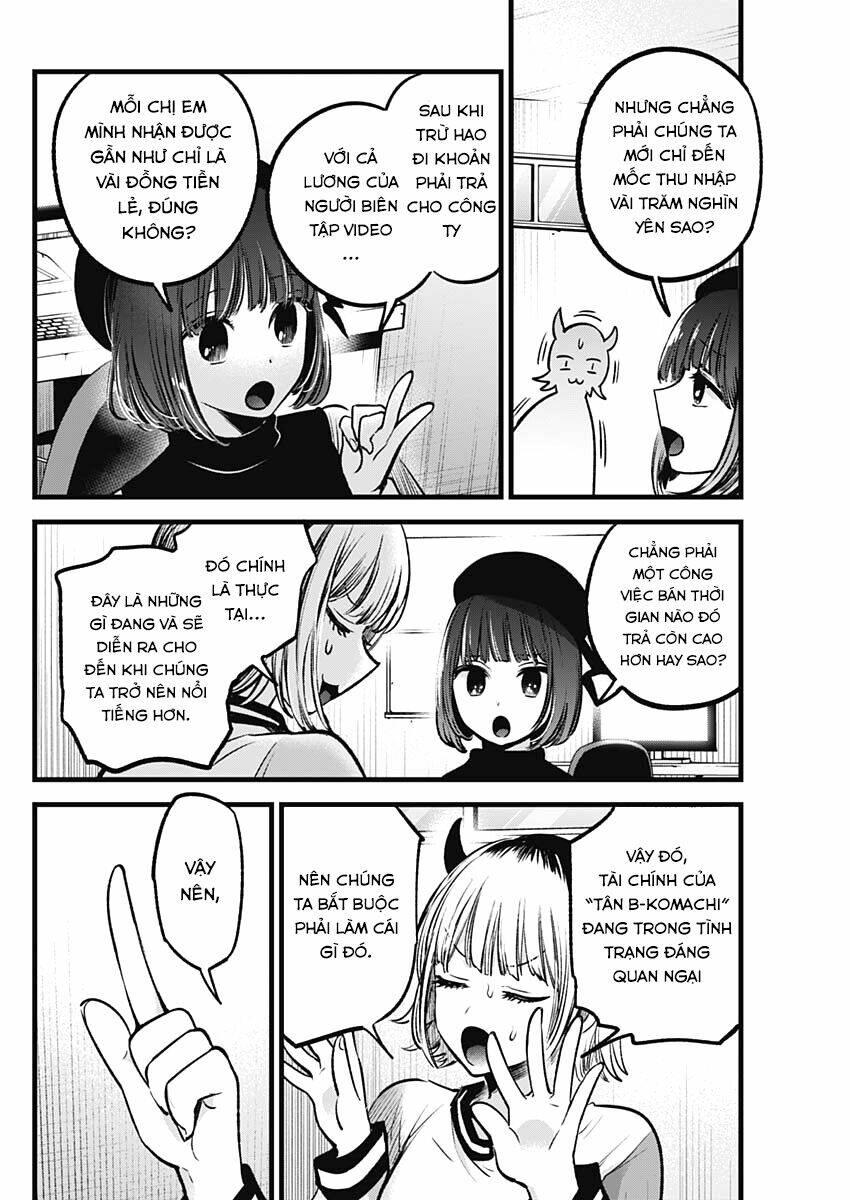 NHƯNG CHẲNG
PHẢI CHÚNG TA
MỚI CHỈ ĐẾN
MỐC THU NHẬP
VÀI TRĂM NGHÌN
YÊN SAO?
SAU KHI
TRỪ HAO
ĐI KHOẢN
PHẢI TRẢ
CHO CÔNG
TY
VỚI CẢ
LƯƠNG CỦA
NGƯỜI BIÊN
TẬP VIDEO
...
MỖI CHỊ EM
MÌNH NHẬN ĐƯỢC
GẦN NHƯ CHỈ LÀ
VÀI ĐỒNG TIỀN
LẺ, ĐÚNG
KHÔNG?
CHẲNG PHẢI
MỘT CÔNG
VIỆC BÁN THỜI
GIAN NÀO ĐÓ
TRẢ CÒN CAO
HƠN HAY SAO?
ĐÓ CHÍNH
LÀ THỰC
TẠI...
ĐÂY LÀ NHỮNG
GÌ ĐANG VÀ SẼ
DIỄN RA CHO
ĐẾN KHI CHÚNG
TA TRỞ NÊN NỔI
TIẾNG HƠN.
VẬY ĐÓ,
TÀI CHÍNH CỦA
“TÂN B-KOMACHI”
ĐANG TRONG TÌNH
TRẠNG ĐÁNG
QUAN NGẠI
NÊN CHÚNG
TA BẮT BUỘC
PHẢI LÀM CÁI
GÌ ĐÓ.
VẬY
NÊN,